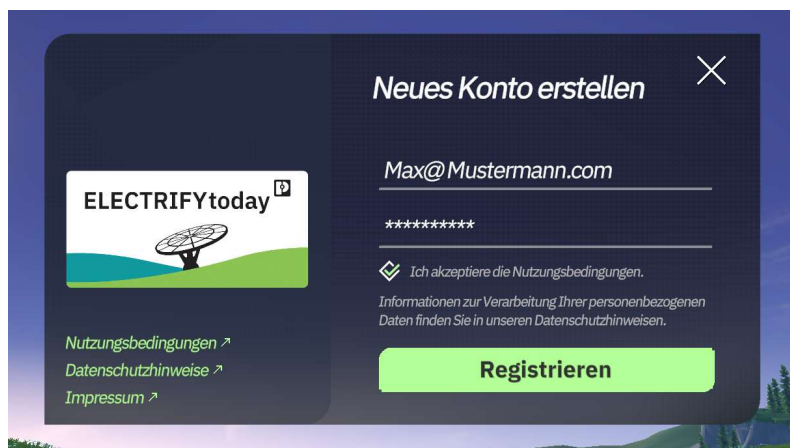 Neues Konto erstellen
Max@Mustermann.com
**********
Ich akzeptiere die Nutzungsbedingungen.
Informationen zur Verarbeitung Ihrer personenbezogenen
Daten finden Sie in unseren Datenschutzhinweisen.
Registrieren
ELECTRIFYtoday
Nutzungsbedingungen ↗
Datenschutzhinweise ↗
Impressum ↗